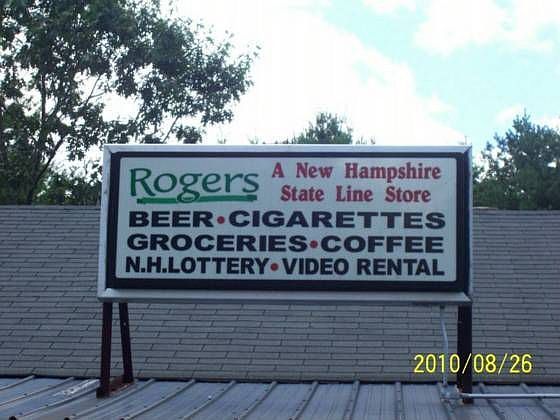 Rogers
A New Hampshire
State Line Store
BEER•CIGARETTES
GROCERIES•COFFEE
N.H.LOTTERY•VIDEO RENTAL
2010/08/26